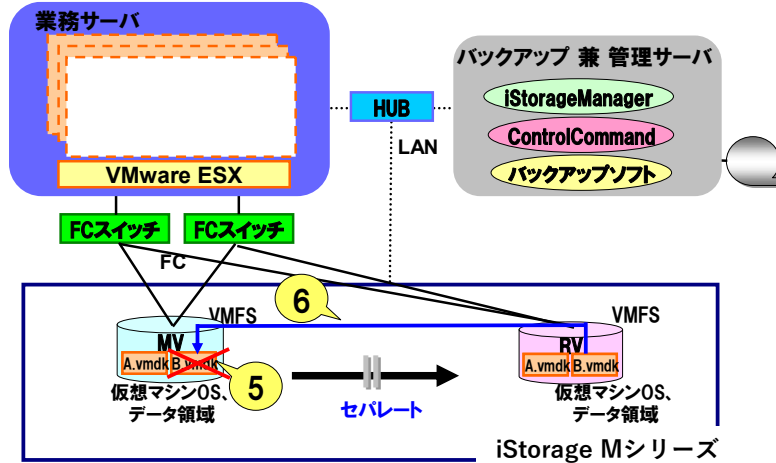 業務サーバ
VMware ESX
HUB
LAN
バックアップ 兼 管理サーバ
iStorageManager
ControlCommand
バックアップソフト
FCスイッチ
FCスイッチ
FC
VMFS
MV
A.vmdk
B.vmdk
仮想マシンOS、
データ領域
5
6
セパレート
VMFS
RV
A.vmdk
B.vmdk
仮想マシンOS、
データ領域
iStorage Mシリーズ